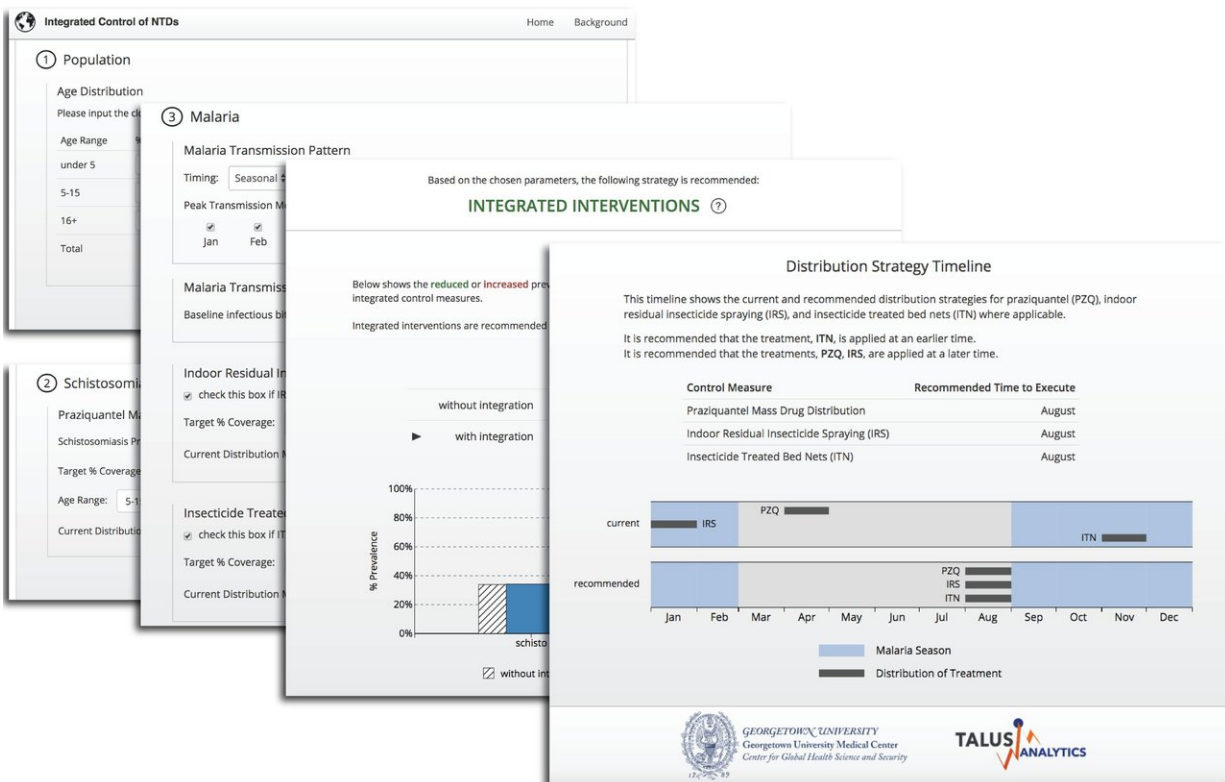 Integrated Control of NTDs
Home Background
1 Population
Age Distribution
Please input the
Age Range %
under 5
5-15
16+
Total
2
Praziquantel
Schistosomiasis
Target % Coverage
Age Range: 5-1
Current
3 Malaria
Malaria Transmission Pattern
Timing: Seasonal
Peak Transmission
Jan Feb
Malaria
Baseline infectious
Indoor Residual
check this box if
Target % Coverage:
Current Distribution
Insecticide
check this box if
Target % Coverage:
Current Distribution
Based on the chosen parameters, the following strategy is recommended:
INTEGRATED INTERVENTIONS ?
Below shows the reduced or increased
integrated control measures.
Integrated interventions are recommended
without integration
with integration
% Prevalence
100%
80%
60%
40%
20%
0%
schisto
without
Distribution Strategy Timeline
This timeline shows the current and recommended distribution strategies for praziquantel (PZQ), indoor
residual insecticide spraying (IRS), and insecticide treated bed nets (ITN) where applicable.
It is recommended that the treatment, ITN, is applied at an earlier time.
It is recommended that the treatments, PZQ, IRS, are applied at a later time.
Control Measure Recommended Time to Execute
Praziquantel Mass Drug Distribution August
Indoor Residual Insecticide Spraying (IRS) August
Insecticide Treated Bed Nets (ITN) August
current
PZQ
IRS
ITN
recommended
PZQ
IRS
ITN
Jan Feb Mar Apr May Jun Jul Aug Sep Oct Nov Dec
Malaria Season
Distribution of Treatment
GEORGETOWN UNIVERSITY
Georgetown University Medical Center
Center for Global Health Science and Security
TALUS
ANALYTICS